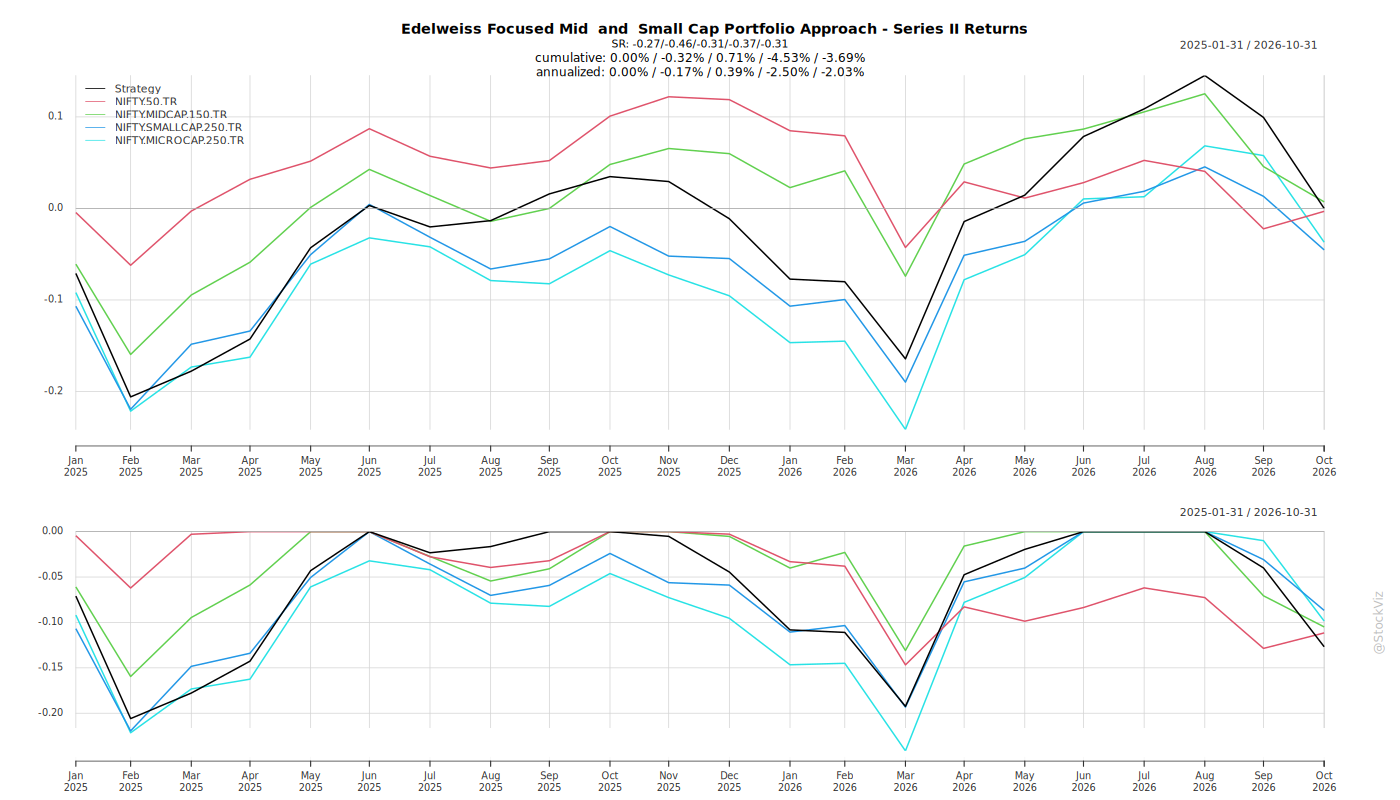 Edelweiss Focused Mid  and  Small Cap Portfolio Approach - Series II Returns
SR: -0.27/-0.46/-0.31/-0.37/-0.31
cumulative: 0.00% / -0.32% / 0.71% / -4.53% / -3.69%
annualized: 0.00% / -0.17% / 0.39% / -2.50% / -2.03%
2025-01-31 / 2026-10-31
Strategy
NIFTY.50.TR
NIFTY.MIDCAP.150.TR
NIFTY.SMALLCAP.250.TR
NIFTY.MICROCAP.250.TR
0.1
0.0
-0.1
-0.2
Jan Feb Mar Apr May Jun Jul Aug Sep Oct Nov Dec Jan Feb Mar Apr May Jun Jul Aug Sep Oct
2025 2025 2025 2025 2025 2025 2025 2025 2025 2025 2025 2025 2026 2026 2026 2026 2026 2026 2026 2026 2026 2026
2025-01-31 / 2026-10-31
0.00
-0.05
-0.10
-0.15
-0.20
Jan Feb Mar Apr May Jun Jul Aug Sep Oct Nov Dec Jan Feb Mar Apr May Jun Jul Aug Sep Oct
2025 2025 2025 2025 2025 2025 2025 2025 2025 2025 2025 2025 2026 2026 2026 2026 2026 2026 2026 2026 2026 2026
@StockViz